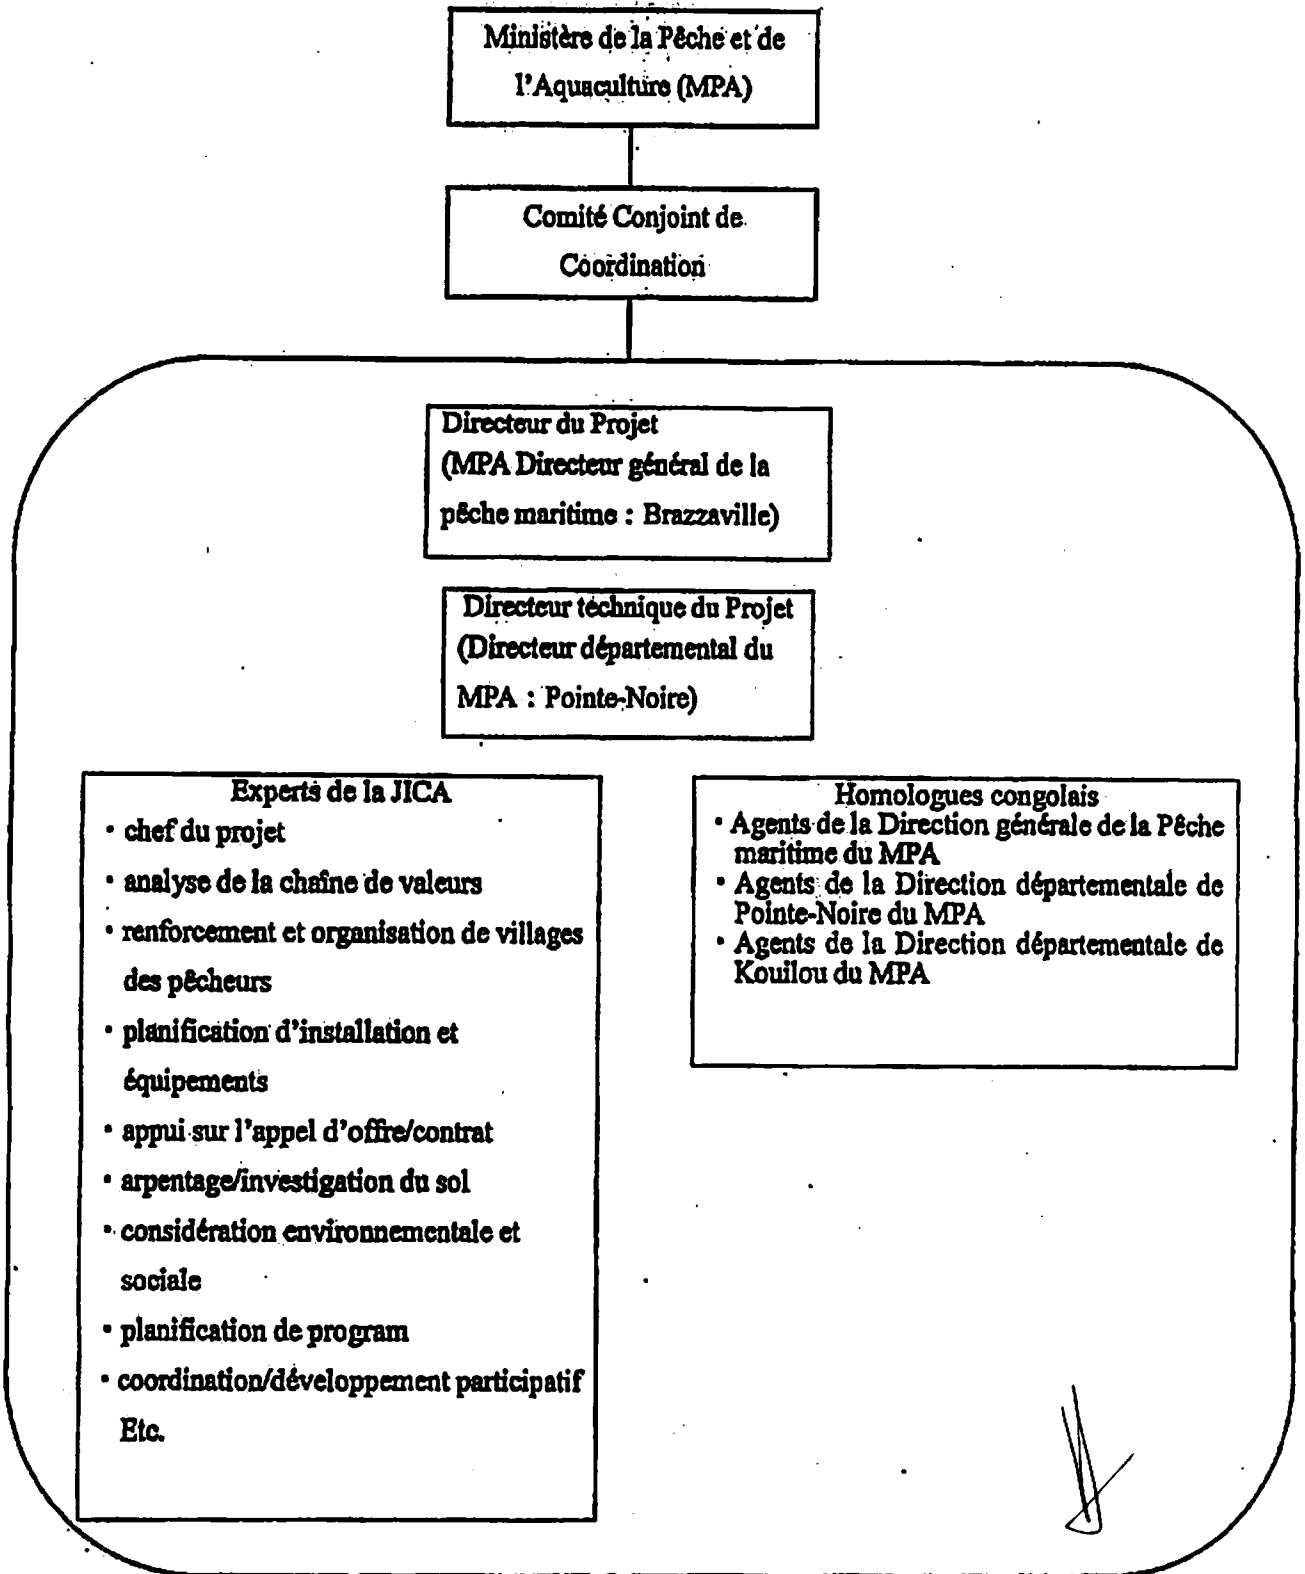 Ministère de la Pêche et de
l'Aquaculture (MPA)
Comité Conjoint de
Coordination
Directeur du Projet
(MPA Directeur général de la
pêche maritime : Brazzaville)
Directeur technique du Projet
(Directeur départemental du
MPA : Pointe-Noire)
Experts de la JICA
・chef du projet
・analyse de la chaîne de valeurs
・renforcement et organisation de villages
des pêcheurs
・planification d'installation et
équipements
・appui sur l'appel d'offre/contrat
・arpentage/investigation du sol
・considération environnementale et
sociale
・planification de program
・coordination/développement participatif
Etc.
Homologues congolais
・Agents de la Direction générale de la Pêche
maritime du MPA
・Agents de la Direction départementale de
Pointe-Noire du MPA
・Agents de la Direction départementale de
Kouilou du MPA